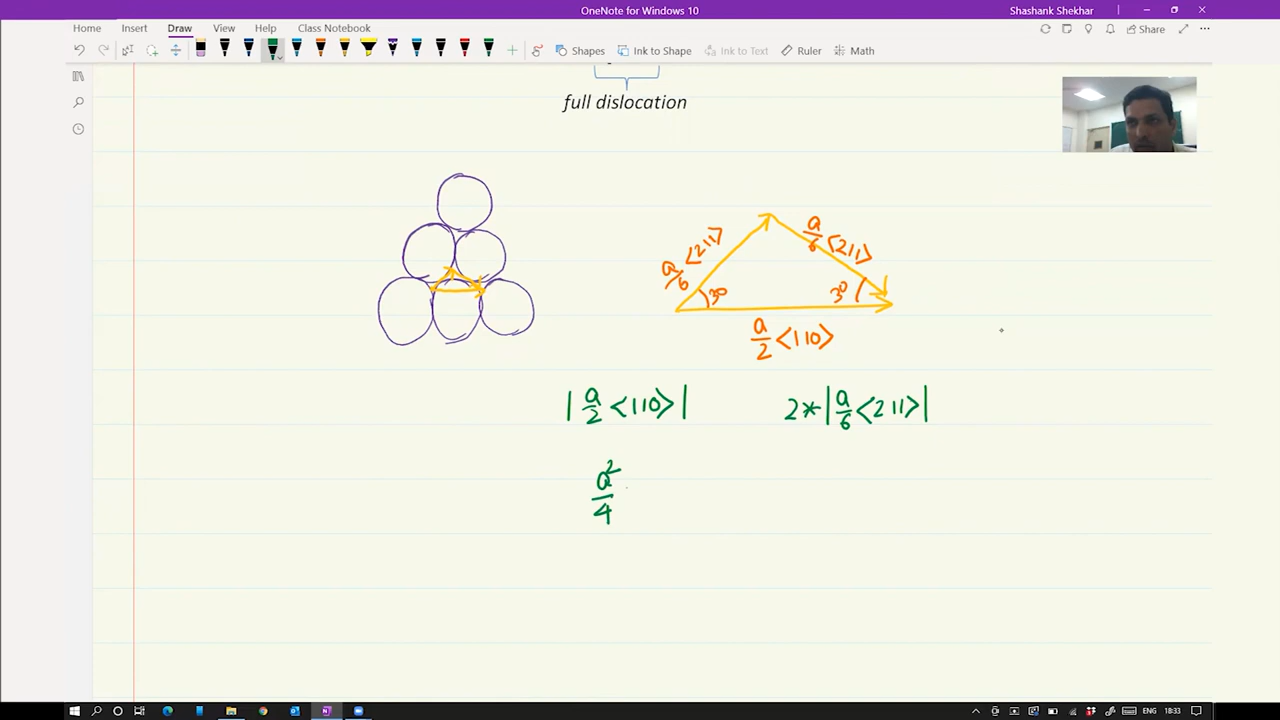 OneNote for Windows 10
Shashank Shekhar
Home Insert Draw View Help Class Notebook
Share
Shapes Ink to Shape Ink to Text Ruler Math
full dislocation
a/6 <211>
a/6 <211>
30
30
a/2 <110>
|a/2 <110>|
2*|a/6 <211>|
a²/4
ENG 18:33